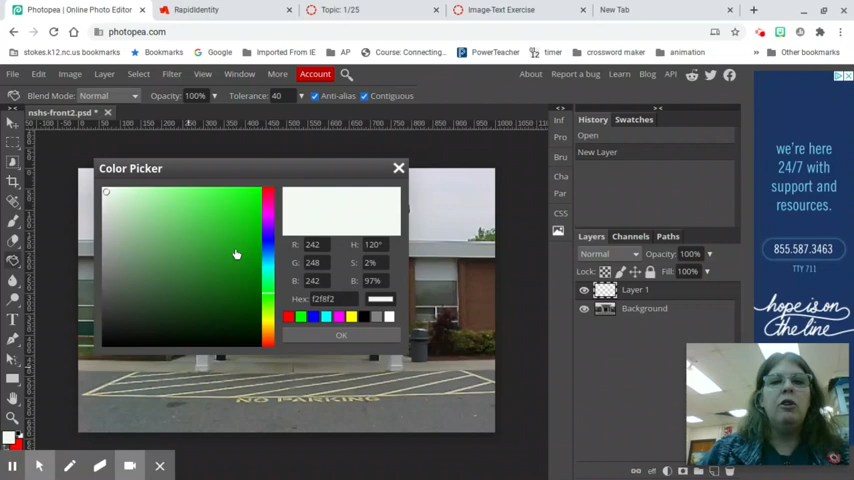 Photopea | Online Photo Editor
RapidIdentity
Topic: 1/25
Image-Text Exercise
New Tab
photopea.com
stokes.k12.nc.us bookmarks
Bookmarks
Google
Imported From IE
AP
Course: Connecting...
PowerTeacher
timer
crossword maker
animation
Other bookmarks
File Edit Image Layer Select Filter View Window More Account
About Report a bug Learn Blog API
Blend Mode: Normal Opacity: 100% Tolerance: 40 Anti-alias Contiguous
nshs-front2.psd *
Color Picker
R: 242 H: 120°
G: 248 S: 2%
B: 242 B: 97%
Hex: f2f8f2
OK
NO PARKING
Inf
Pro
Bru
Cha
Par
CSS
History Swatches
Open
New Layer
Layers Channels Paths
Normal Opacity: 100%
Lock: Fill: 100%
Layer 1
Background
we're here
24/7 with
support and
resources.
855.587.3463
TTY 711
hope is on
the line